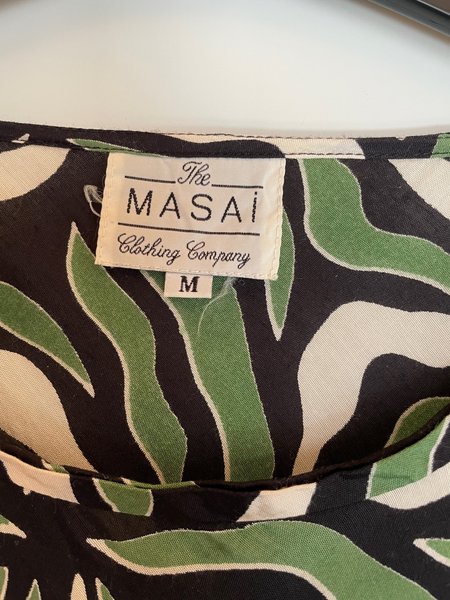 The
MASAİ
Clothing Company
M